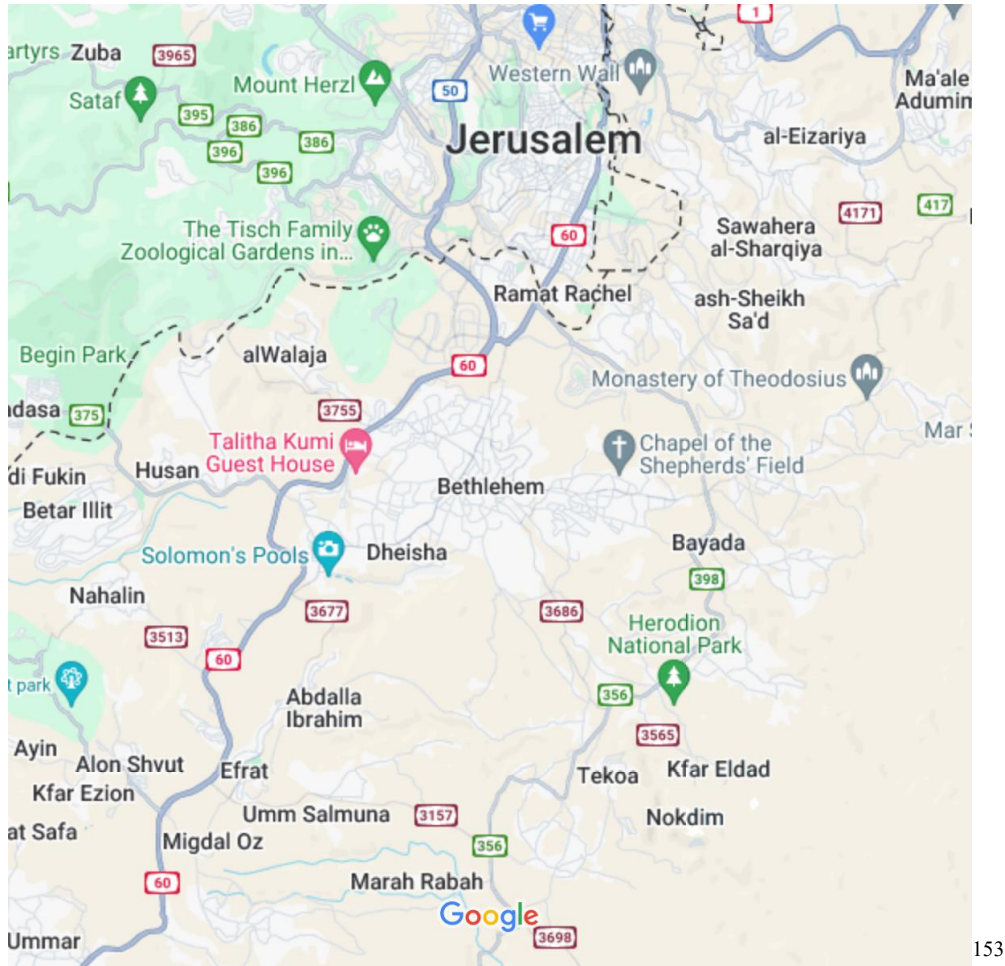 1
artyrs
Zuba
3965
Western Wall
Ma'ale
Adumim
Sataf
Mount Herzl
50
395
386
Jerusalem
al-Eizariya
396
386
396
4171
417
The Tisch Family
Zoological Gardens in...
60
Sawahera
al-Sharqiya
Ramat Rachel
ash-Sheikh
Sa'd
Begin Park
alWalaja
60
Monastery of Theodosius
adasa
375
3755
Talitha Kumi
Guest House
Chapel of the
Shepherds' Field
Mar
di Fukin
Husan
Bethlehem
Betar Illit
Solomon's Pools
Dheisha
Bayada
398
Nahalin
3677
3686
3513
Herodion
National Park
60
t park
Abdalla
Ibrahim
356
3565
Ayin
Alon Shvut
Efrat
Tekoa
Kfar Eldad
Kfar Ezion
Umm Salmuna
3157
Nokdim
at Safa
Migdal Oz
356
60
Marah Rabah
Google
Ummar
3698
153